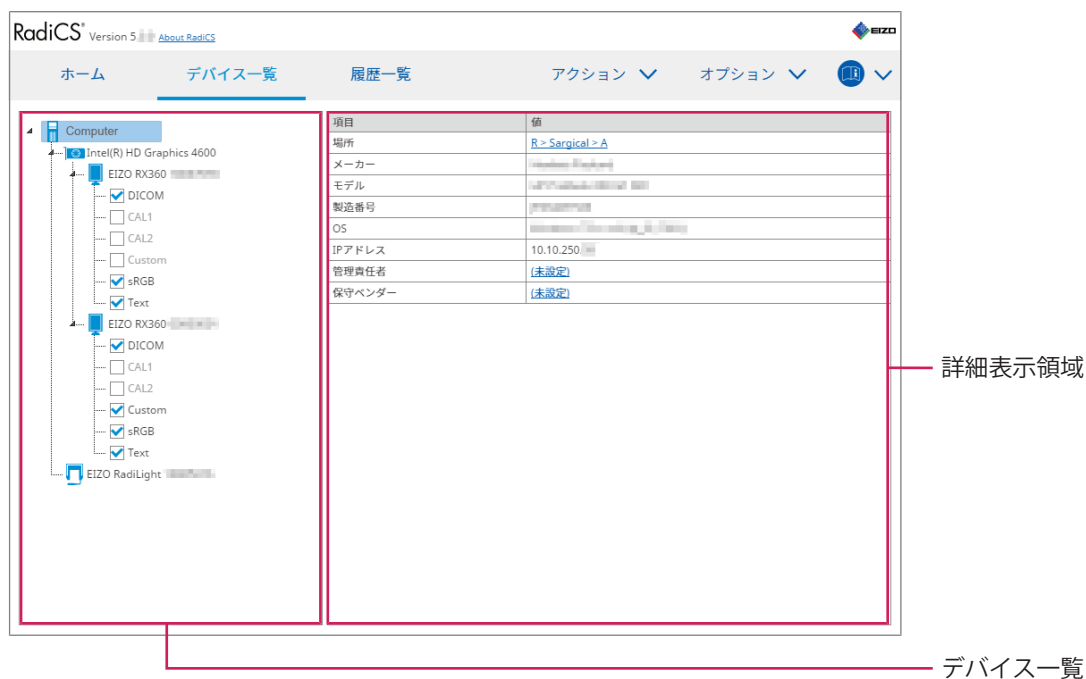 RadiCS® Version 5. About RadiCS
EIZO
ホーム デバイス一覧 履歴一覧 アクション オプション
Computer
Intel(R) HD Graphics 4600
EIZO RX360
DICOM
CAL1
CAL2
Custom
sRGB
Text
EIZO RX360
DICOM
CAL1
CAL2
Custom
sRGB
Text
EIZO RadiLight
項目 値
場所 R > Sargical > A
メーカー
モデル
製造番号
OS
IPアドレス 10.10.250.
管理責任者 (未設定)
保守ベンダー (未設定)
詳細表示領域
デバイス一覧